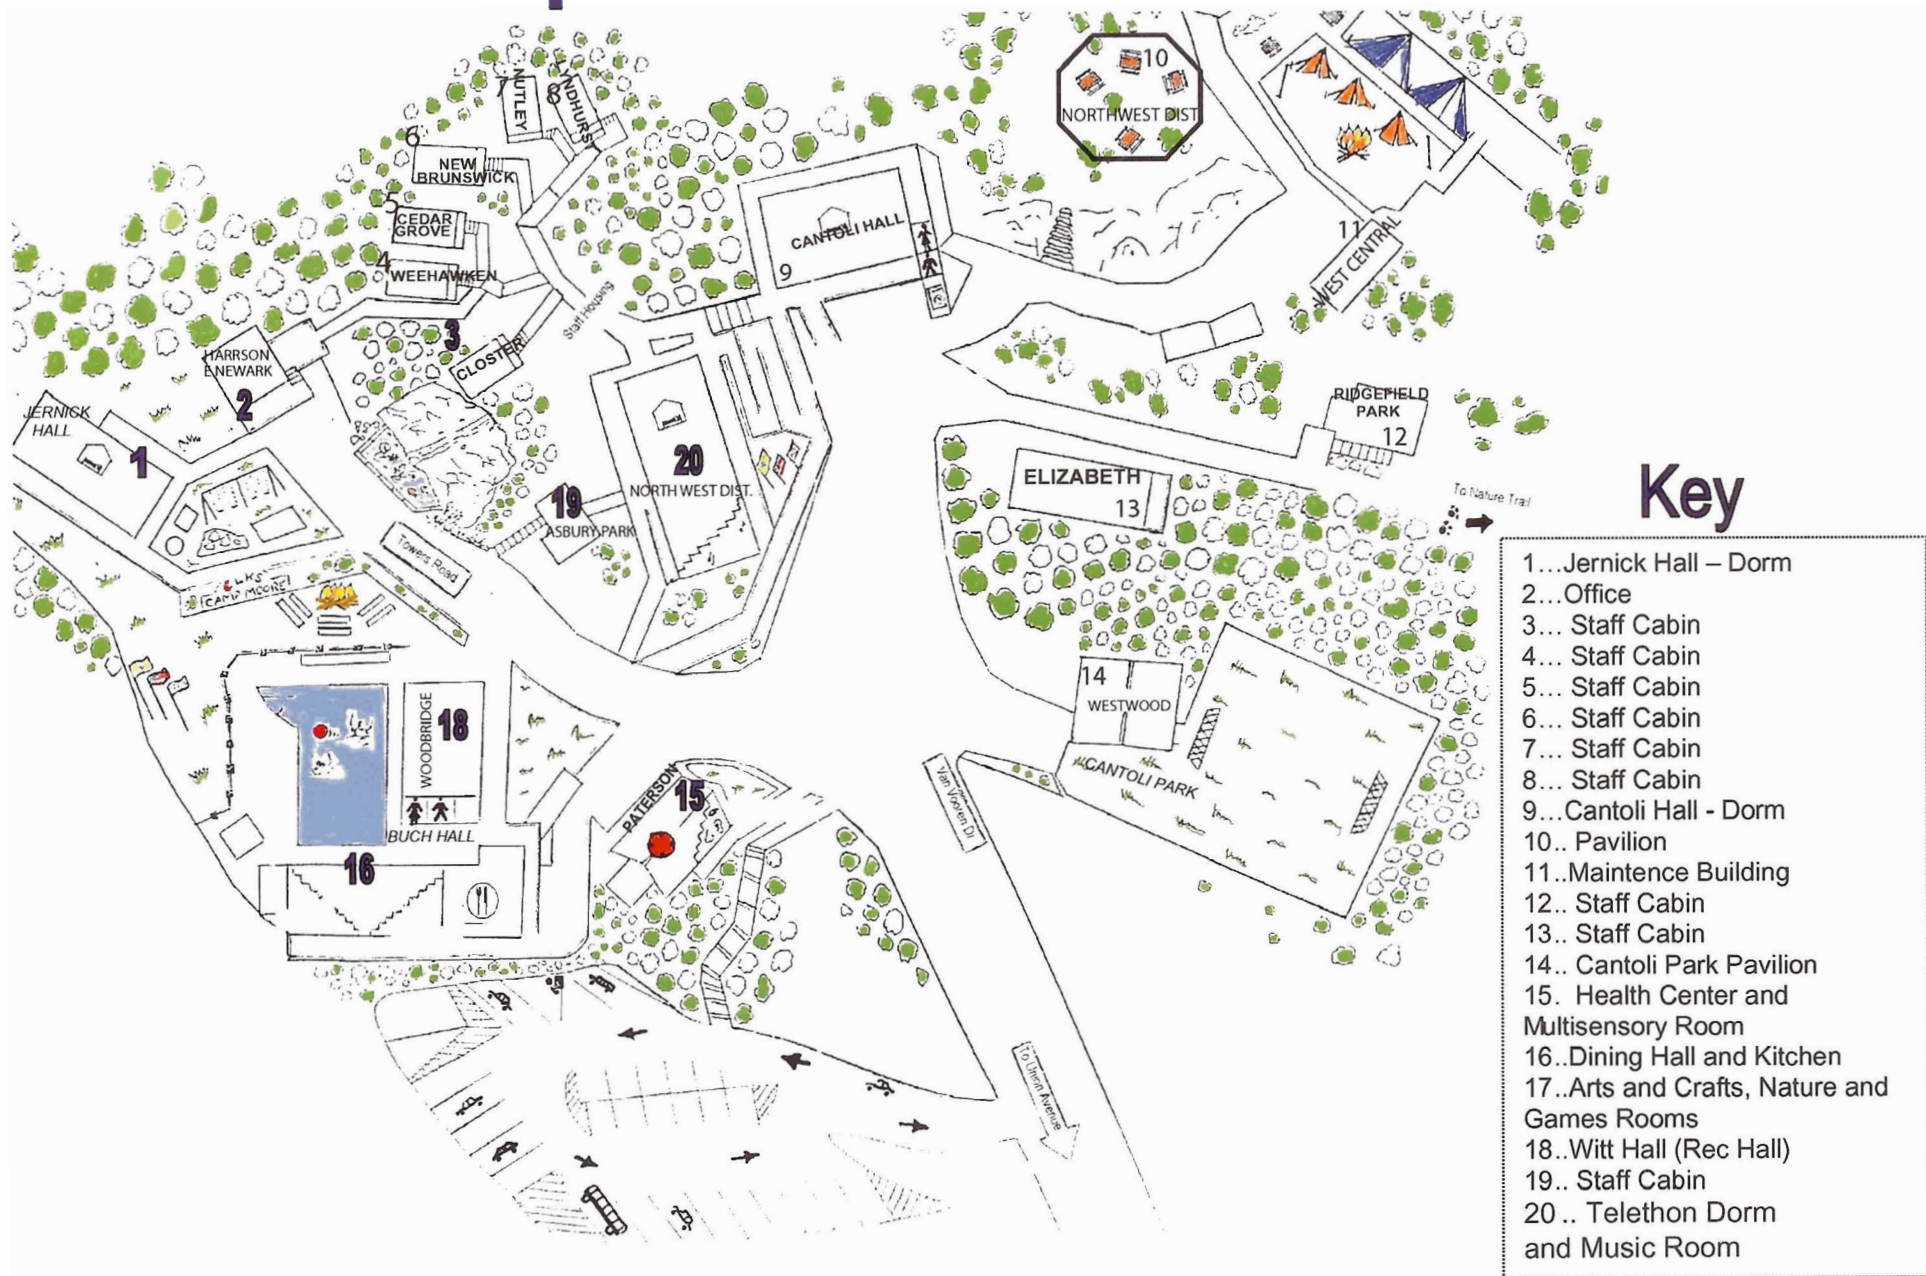 7
NUTLEY
8
6
NEW
BRUNSWICK
5
CEDAR
GROVE
4
WEEHAWKEN
3
CLOSTER
Staff Housing
HARRSON
E.NEWARK
2
JERNICK
HALL
1
CANTOLI HALL
9
10
NORTHWEST DIST
11
WEST CENTRAL
RIDGEFIELD
PARK
12
ELIZABETH
13
To Nature Trail
20
NORTH WEST DIST.
19
ASBURY PARK
Towers Road
ELKS
CAMP MOORE
WOODBRIDGE
18
BUCH HALL
16
PATERSON
15
14
WESTWOOD
CANTOLI PARK
Van Vooren Dr
To Union Avenue
Key
1...Jernick Hall – Dorm
2...Office
3... Staff Cabin
4... Staff Cabin
5... Staff Cabin
6... Staff Cabin
7... Staff Cabin
8... Staff Cabin
9...Cantoli Hall - Dorm
10.. Pavilion
11..Maintence Building
12.. Staff Cabin
13.. Staff Cabin
14.. Cantoli Park Pavilion
15. Health Center and
Multisensory Room
16..Dining Hall and Kitchen
17..Arts and Crafts, Nature and
Games Rooms
18..Witt Hall (Rec Hall)
19.. Staff Cabin
20 .. Telethon Dorm
and Music Room